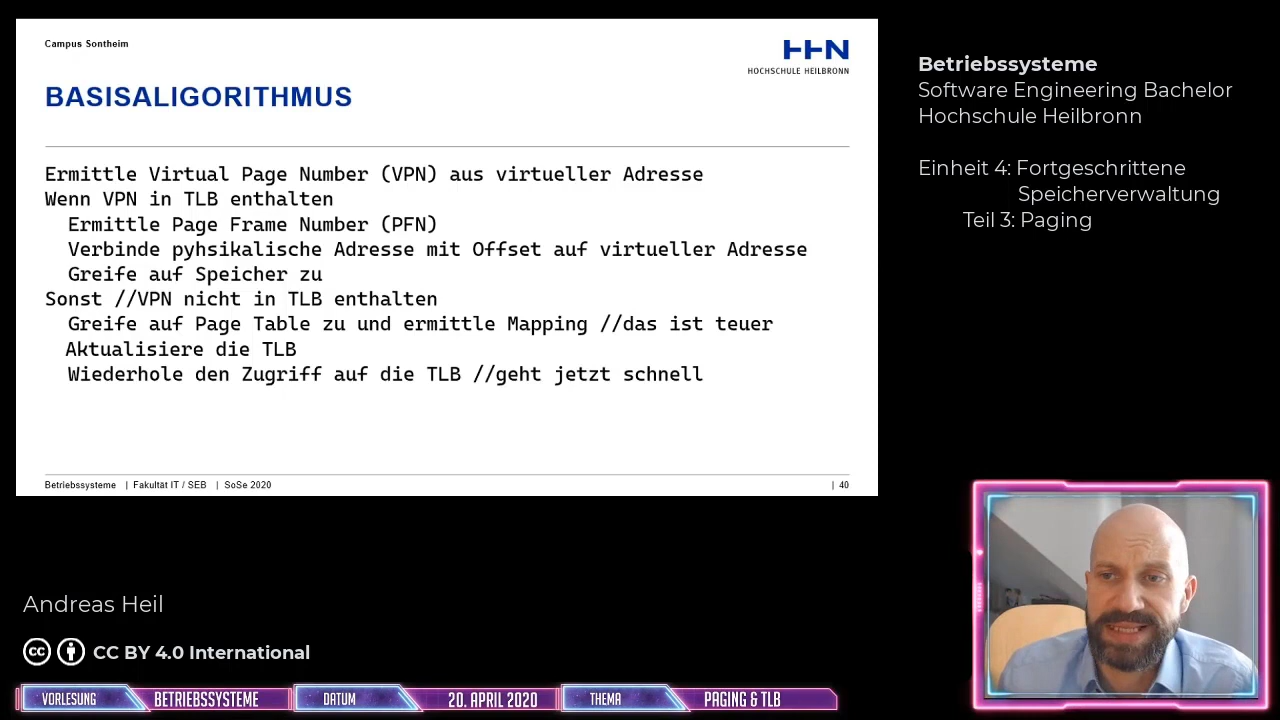 Campus Sontheim
HHN
HOCHSCHULE HEILBRONN
BASISALIGORITHMUS
Ermittle Virtual Page Number (VPN) aus virtueller Adresse
Wenn VPN in TLB enthalten
Ermittle Page Frame Number (PFN)
Verbinde pyhsikalische Adresse mit Offset auf virtueller Adresse
Greife auf Speicher zu
Sonst //VPN nicht in TLB enthalten
Greife auf Page Table zu und ermittle Mapping //das ist teuer
Aktualisiere die TLB
Wiederhole den Zugriff auf die TLB //geht jetzt schnell
Betriebssysteme | Fakultät IT / SEB | SoSe 2020 | 40
Betriebssysteme
Software Engineering Bachelor
Hochschule Heilbronn
Einheit 4: Fortgeschrittene
Speicherverwaltung
Teil 3: Paging
Andreas Heil
cc CC BY 4.0 International
VORLESUNG BETRIEBSSYSTEME DATUM 20. APRIL 2020 THEMA PAGING & TLB